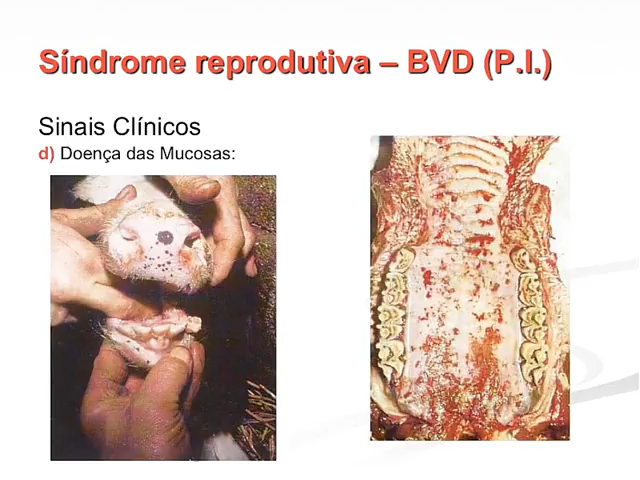 Síndrome reprodutiva – BVD (P.I.)
Sinais Clínicos
d) Doença das Mucosas: